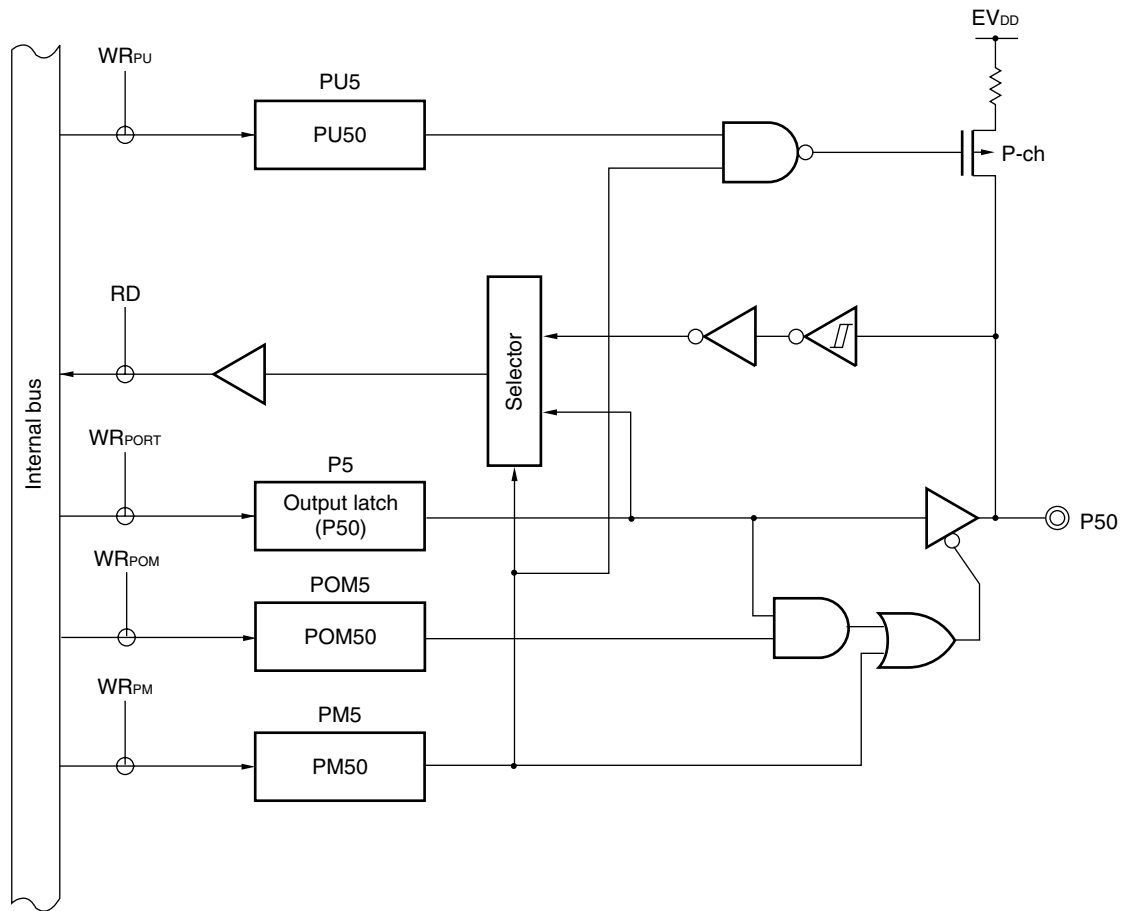 EVDD
WRPU
PU5
PU50
P-ch
RD
Selector
Internal bus
WRPORT
P5
Output latch
(P50)
P50
WRPOM
POM5
POM50
WRPM
PM5
PM50